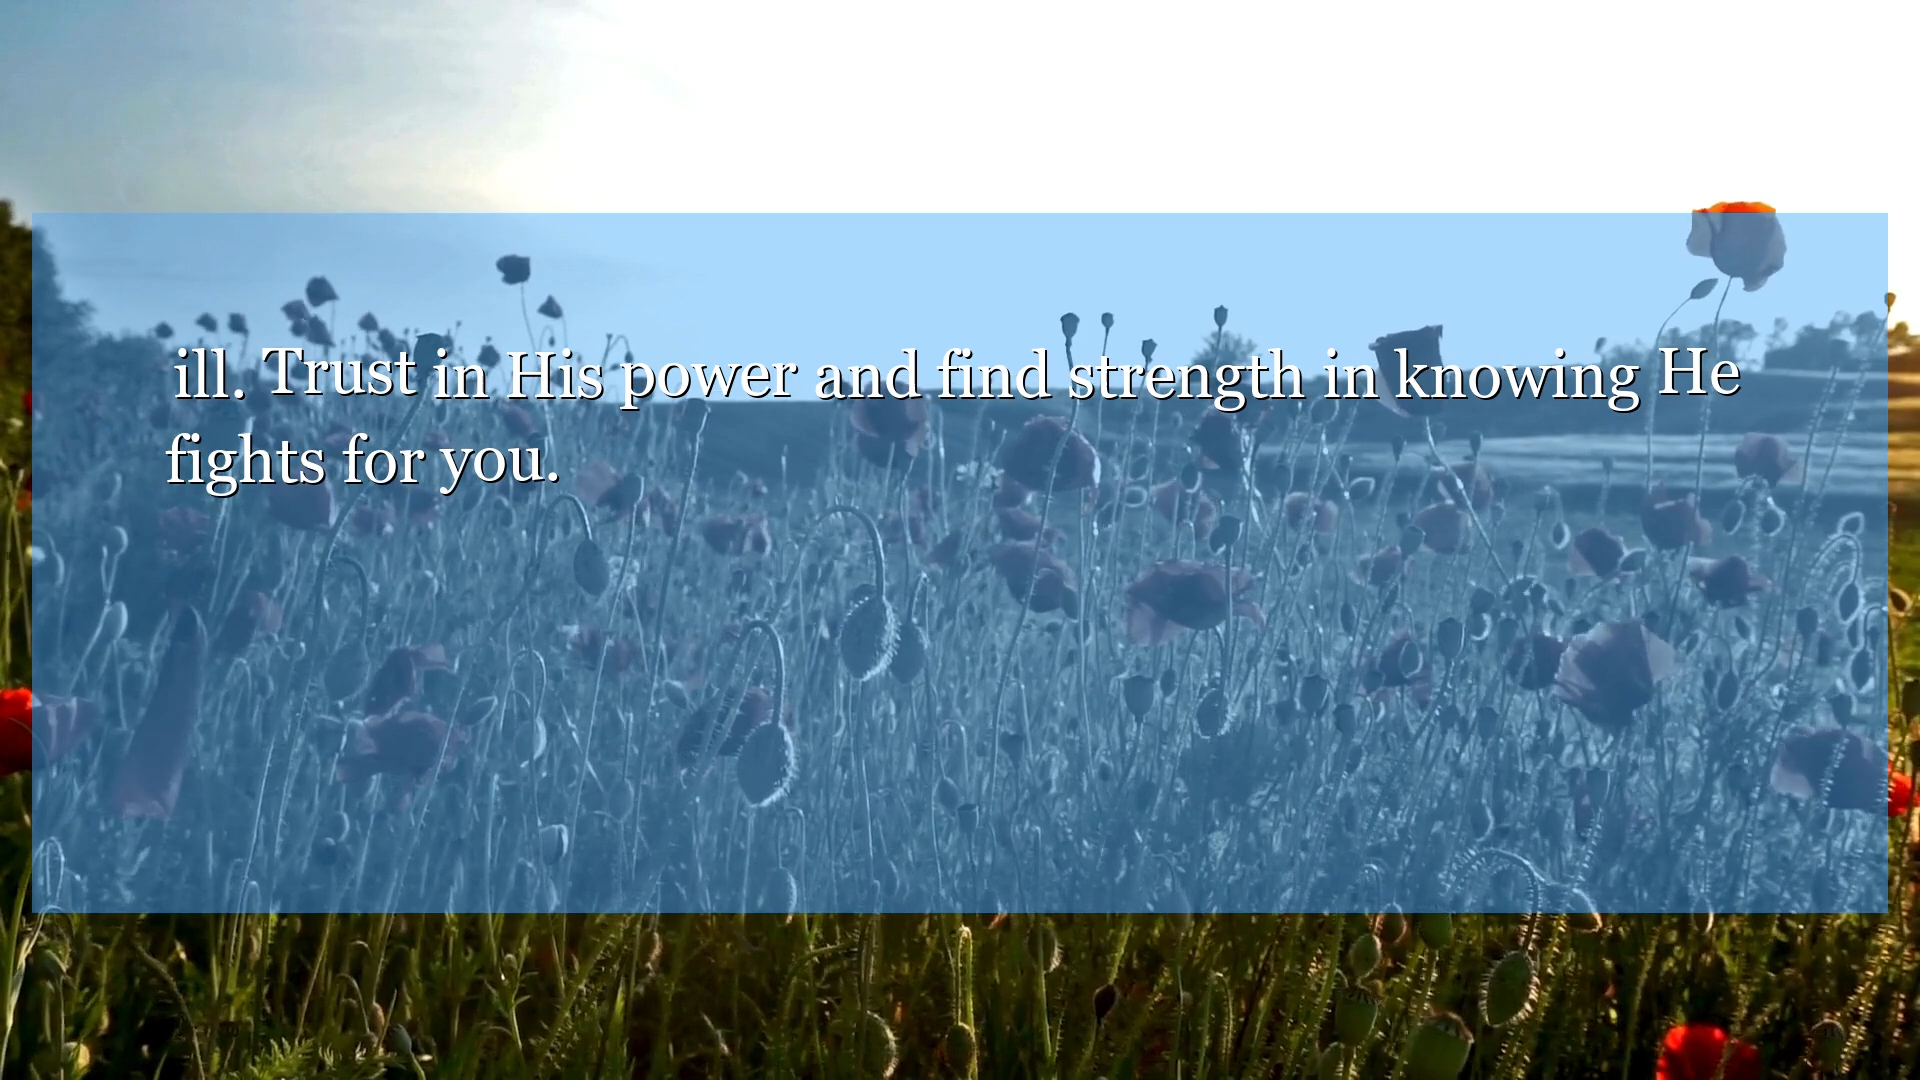 ill. Trust in His power and find strength in knowing He
fights for you.